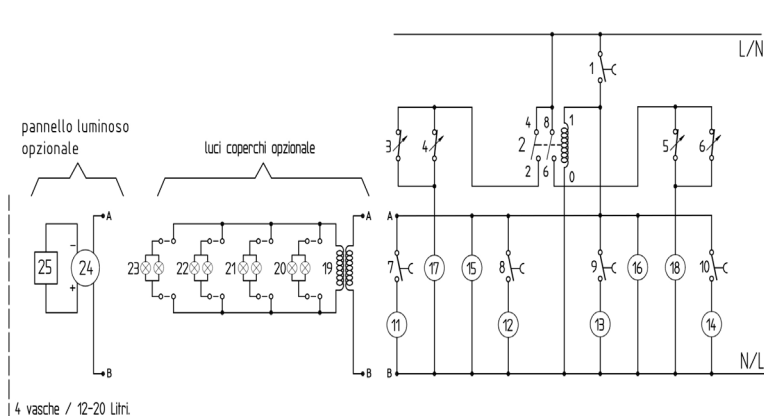 L/N
1
pannello luminoso
opzionale
luci coperchi opzionale
3
4
4
8
1
2
2
6
0
5
6
A
A
A
25
-
24
+
23
22
21
20
19
7
17
15
8
9
16
18
10
11
12
13
14
B
B
B
N/L
4 vasche / 12-20 Litri.